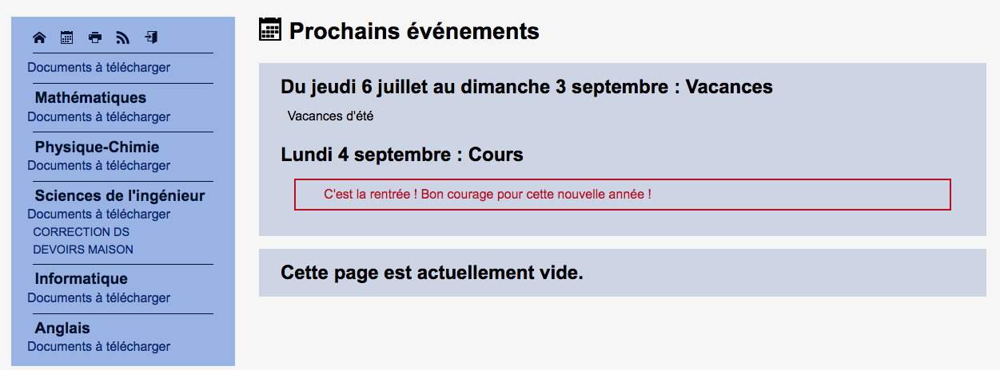 Documents à télécharger
Mathématiques
Documents à télécharger
Physique-Chimie
Documents à télécharger
Sciences de l'ingénieur
Documents à télécharger
CORRECTION DS
DEVOIRS MAISON
Informatique
Documents à télécharger
Anglais
Documents à télécharger
Prochains événements
Du jeudi 6 juillet au dimanche 3 septembre : Vacances
Vacances d'été
Lundi 4 septembre : Cours
C'est la rentrée ! Bon courage pour cette nouvelle année !
Cette page est actuellement vide.